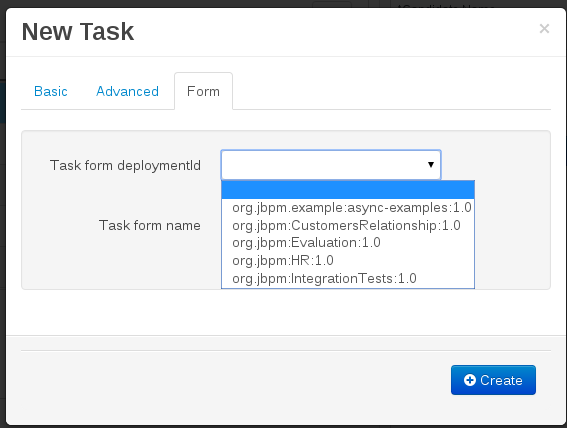 New Task
×
Basic
Advanced
Form
Task form deploymentId
org.jbpm.example:async-examples:1.0
org.jbpm:CustomersRelationship:1.0
Task form name
org.jbpm:Evaluation:1.0
org.jbpm:HR:1.0
org.jbpm:IntegrationTests:1.0
Create